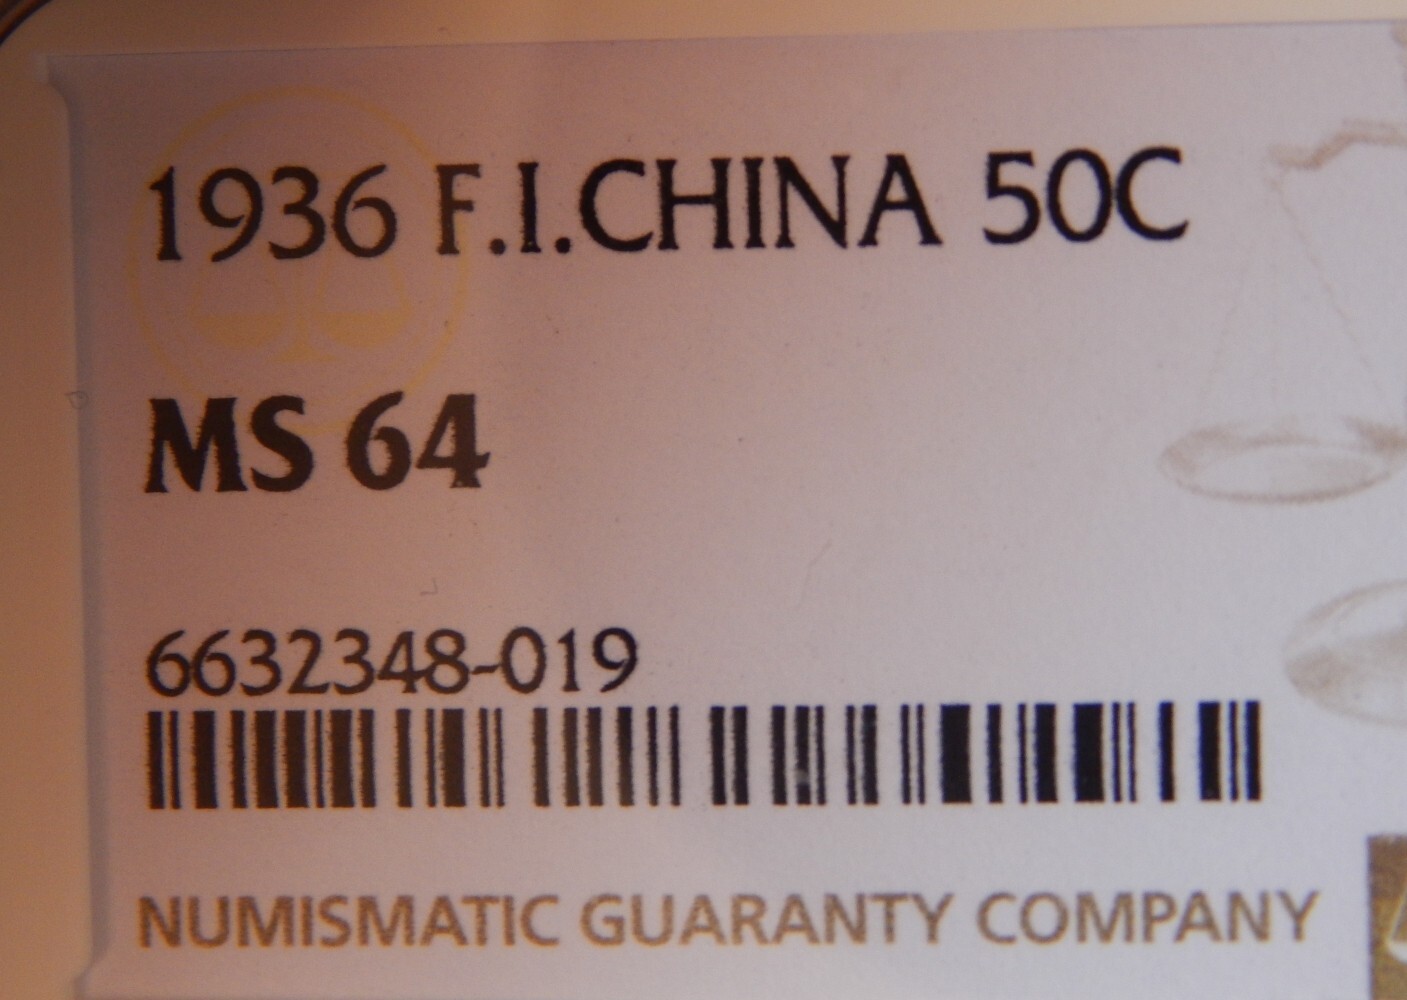 1936 F.I.CHINA 50C
MS 64
6632348-019
NUMISMATIC GUARANTY COMPANY